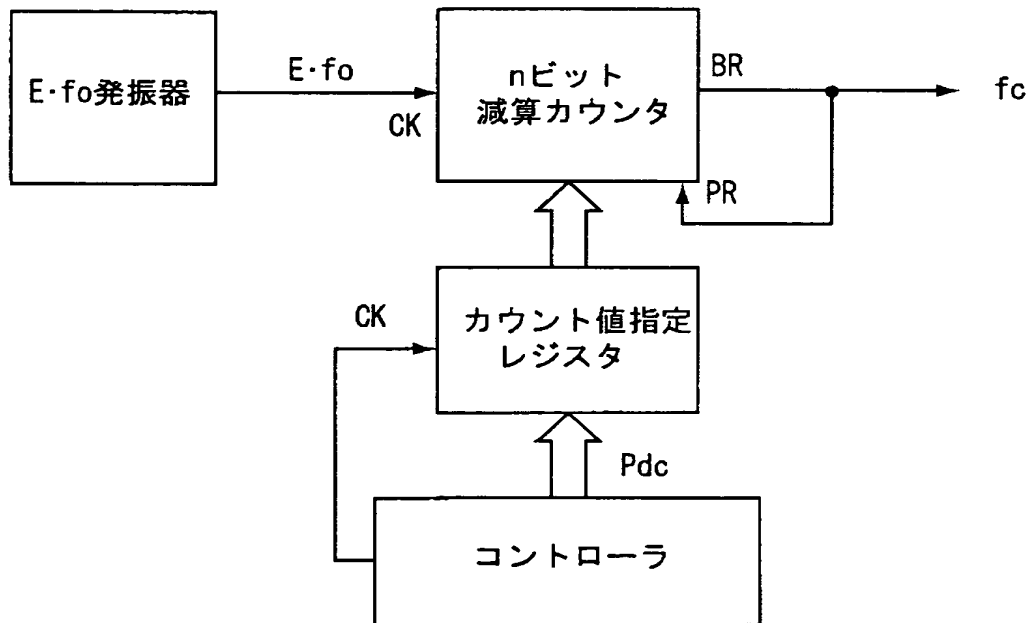 E·fo発振器
E·fo
CK
nビット
減算カウンタ
BR
fc
PR
CK
カウント値指定
レジスタ
Pdc
コントローラ